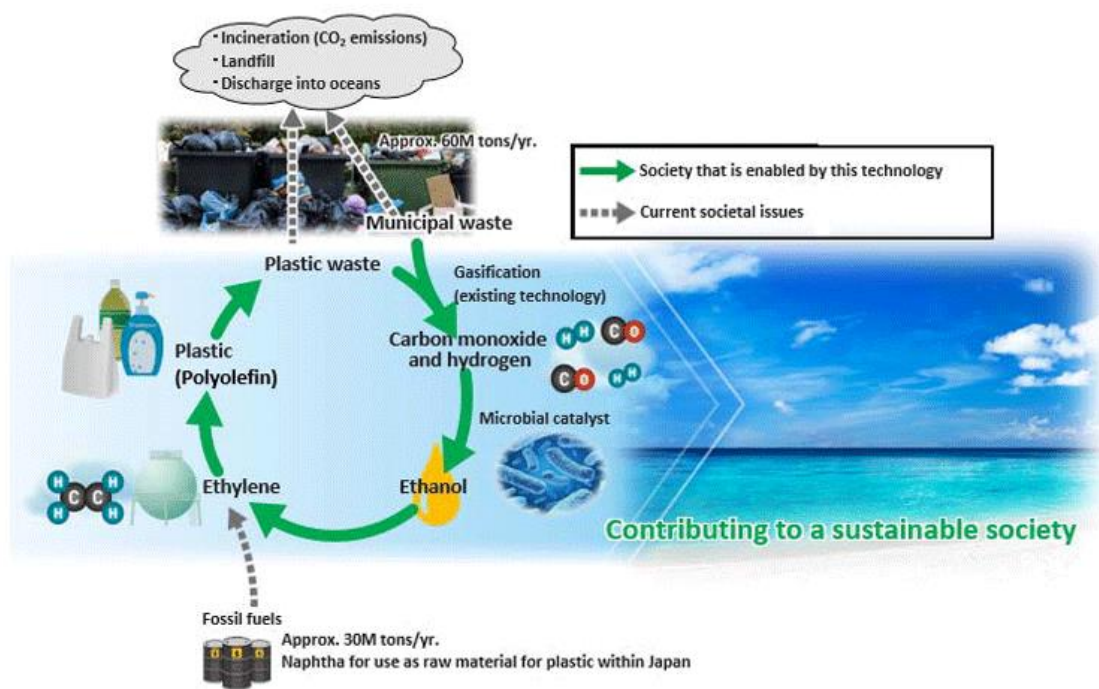 ・Incineration (CO₂ emissions)
・Landfill
・Discharge into oceans
Approx. 60M tons/yr.
Society that is enabled by this technology
Current societal issues
Municipal waste
Plastic waste
Gasification
(existing technology)
Carbon monoxide
and hydrogen
H H C O
C O H H
Plastic
(Polyolefin)
Microbial catalyst
H H
C C
H H
Ethylene
Ethanol
Contributing to a sustainable society
Fossil fuels
Approx. 30M tons/yr.
Naphtha for use as raw material for plastic within Japan